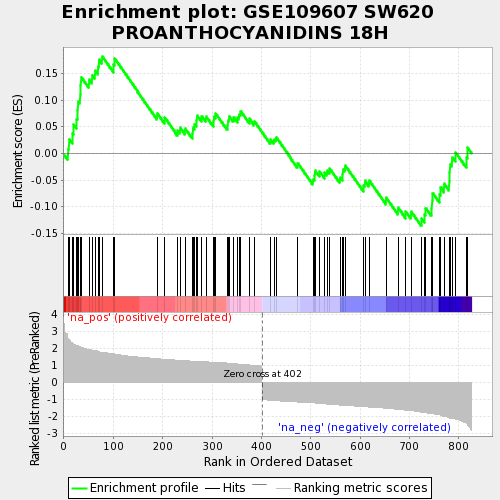 Enrichment plot: GSE109607 SW620
PROANTHOCYANIDINS 18H
Enrichment score (ES)
0.15
0.10
0.05
0.00
-0.05
-0.10
-0.15
Ranked list metric (PreRanked)
4
3
2
1
0
-1
-2
-3
'na_pos' (positively correlated)
Zero cross at 402
'na_neg' (negatively correlated)
0
100
200
300
400
500
600
700
800
Rank in Ordered Dataset
Enrichment profile
Hits
Ranking metric scores